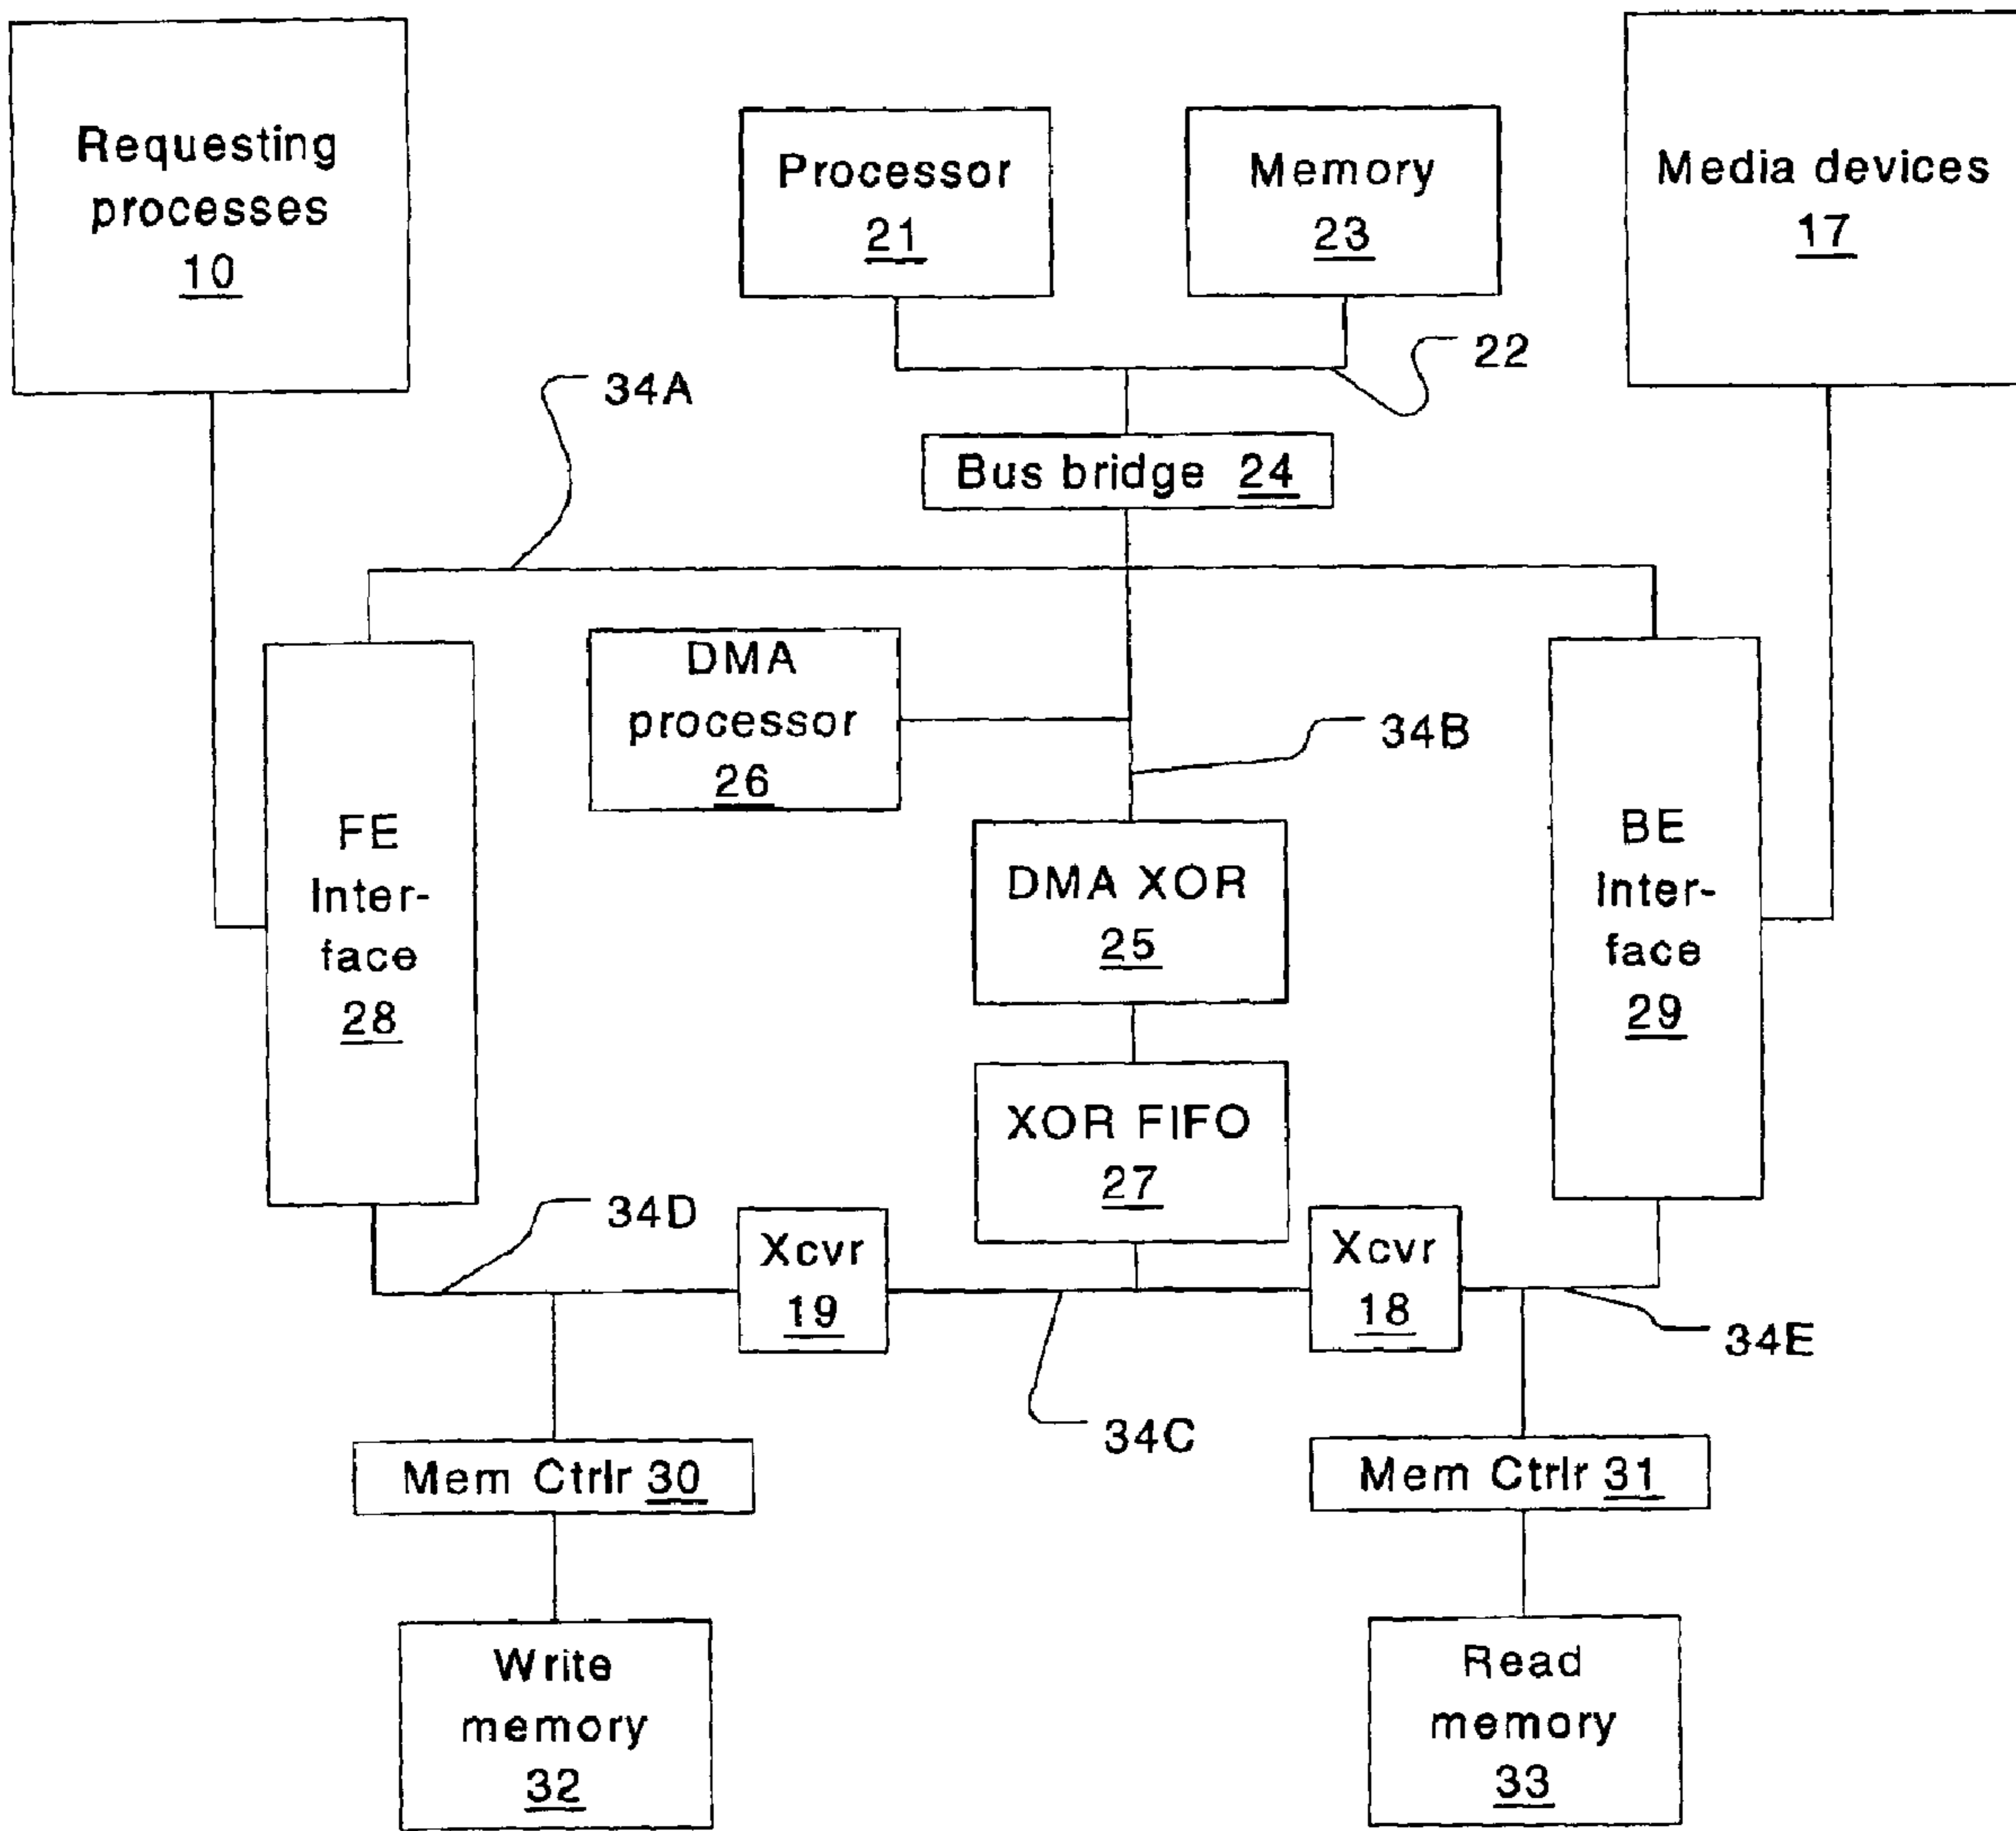 Requesting
processes
10
Processor
21
Memory
23
Media devices
17
22
34A
Bus bridge 24
DMA
processor
26
34B
FE
Inter-
face
28
DMA XOR
25
BE
Inter-
face
29
XOR FIFO
27
34D
Xcvr
19
Xcvr
18
34E
34C
Mem Ctrlr 30
Mem Ctrlr 31
Write
memory
32
Read
memory
33